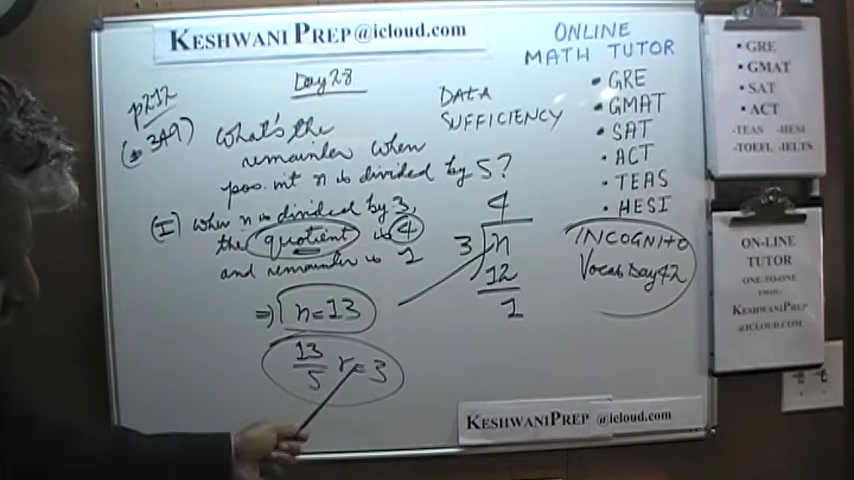 KESHWANIPREP@icloud.com
Day 28
p212
(# 349)
What's the
remainder when
pos. int n is divided by 5?
(I) when n is divided by 3,
the quotient is 4
and remainder is 1
⇒ n=13
13/5 r=3
DATA
SUFFICIENCY
4
3 n
12
1
ONLINE
MATH TUTOR
• GRE
• GMAT
• SAT
• ACT
• TEAS
• HESI
INCOGNITO
Vocab Day 42
KESHWANIPREP @icloud.com
• GRE
• GMAT
• SAT
• ACT
-TEAS -HESI
-TOEFL -IELTS
ON-LINE
TUTOR
ONE-TO-ONE
KESHWANIPREP
@ICLOUD.COM